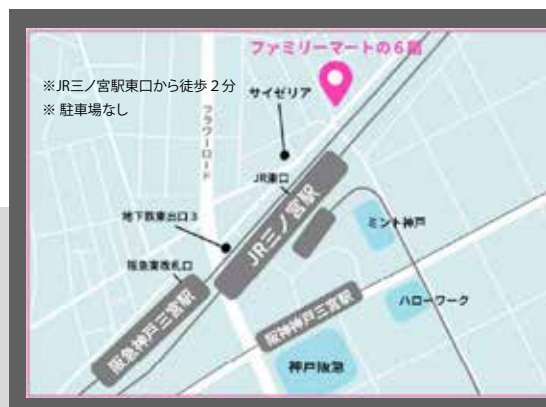 ファミリーマートの6階
※JR三ノ宮駅東口から徒歩2分
※ 駐車場なし
サイゼリア
フラワーロード
JR東口
地下鉄東出口3
JR三ノ宮駅
ミント神戸
阪急東改札口
阪急神戸三宮駅
阪神神戸三宮駅
ハローワーク
神戸阪急